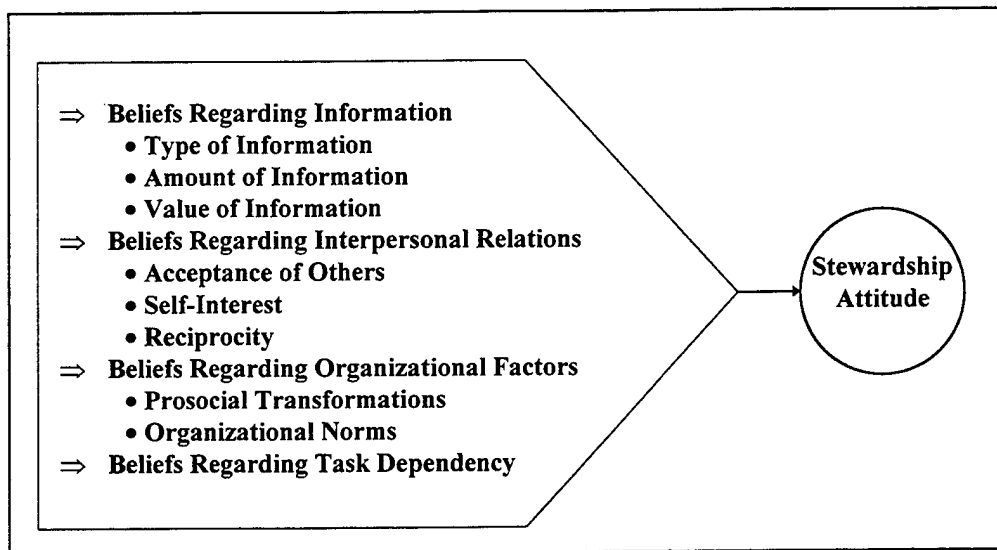 ⇒ Beliefs Regarding Information
• Type of Information
• Amount of Information
• Value of Information
⇒ Beliefs Regarding Interpersonal Relations
• Acceptance of Others
• Self-Interest
• Reciprocity
⇒ Beliefs Regarding Organizational Factors
• Prosocial Transformations
• Organizational Norms
⇒ Beliefs Regarding Task Dependency
Stewardship
Attitude